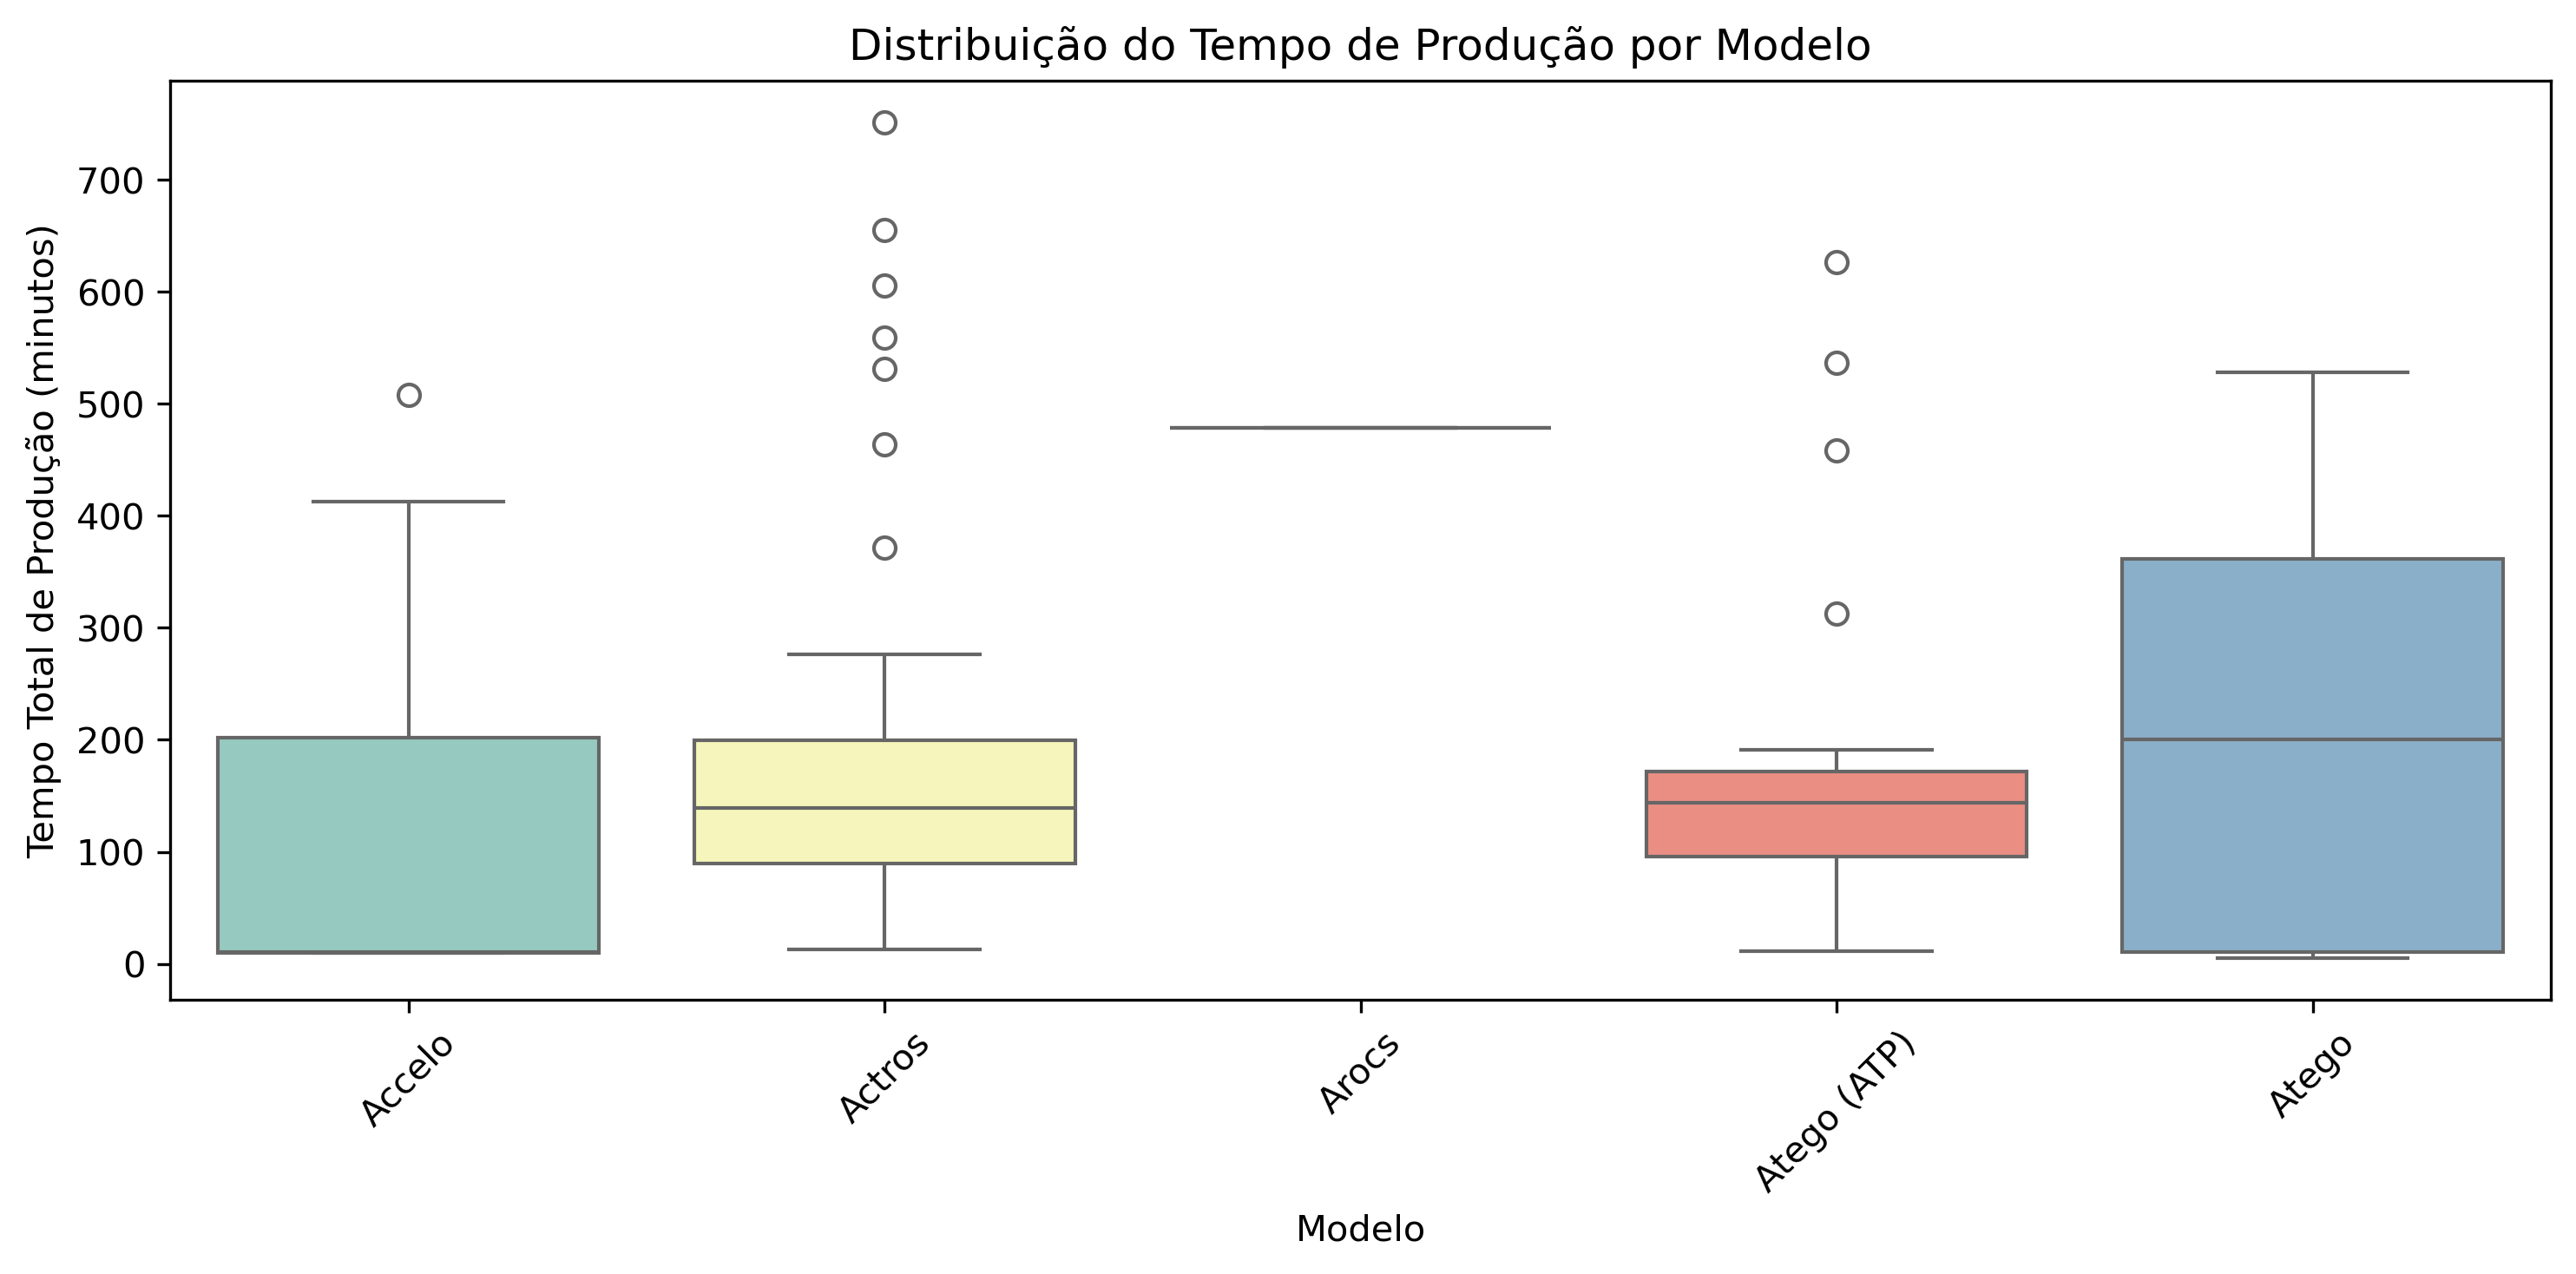 Distribuição do Tempo de Produção por Modelo
Tempo Total de Produção (minutos)
700
600
500
400
300
200
100
0
Accelo
Actros
Arocs
Atego (ATP)
Atego
Modelo